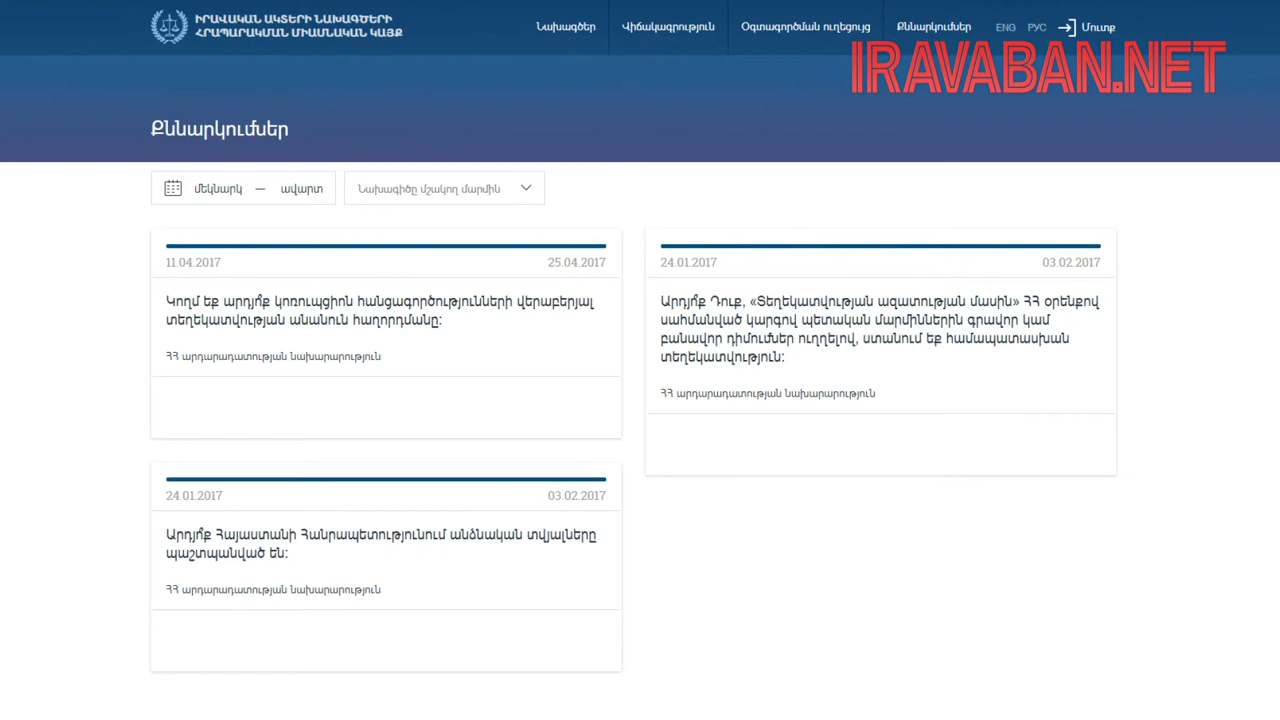 ԻՐԱՎԱԿԱՆ ԱԿՏԵՐԻ ՆԱԽԱԳԾԵՐԻ
ՀՐԱՊԱՐԱԿՄԱՆ ՄԻԱՍՆԱԿԱՆ ԿԱՅՔ
Նախագծեր
Վիճակագրություն
Օգտագործման ուղեցույց
Քննարկումներ
ENG
РУС
Մուտք
IRAVABAN.NET
Քննարկումներ
մեկնարկ — ավարտ
Նախագիծը մշակող մարմին
11.04.2017 25.04.2017
Կողմ եք արդյո՞ք կոռուպցիոն հանցագործությունների վերաբերյալ
տեղեկատվության անանուն հաղորդմանը:
ՀՀ արդարադատության նախարարություն
24.01.2017 03.02.2017
Արդյո՞ք Դուք, «Տեղեկատվության ազատության մասին» ՀՀ օրենքով
սահմանված կարգով պետական մարմիններին գրավոր կամ
բանավոր դիմումներ ուղղելով, ստանում եք համապատասխան
տեղեկատվություն:
ՀՀ արդարադատության նախարարություն
24.01.2017 03.02.2017
Արդյո՞ք Հայաստանի Հանրապետությունում անձնական տվյալները
պաշտպանված են:
ՀՀ արդարադատության նախարարություն